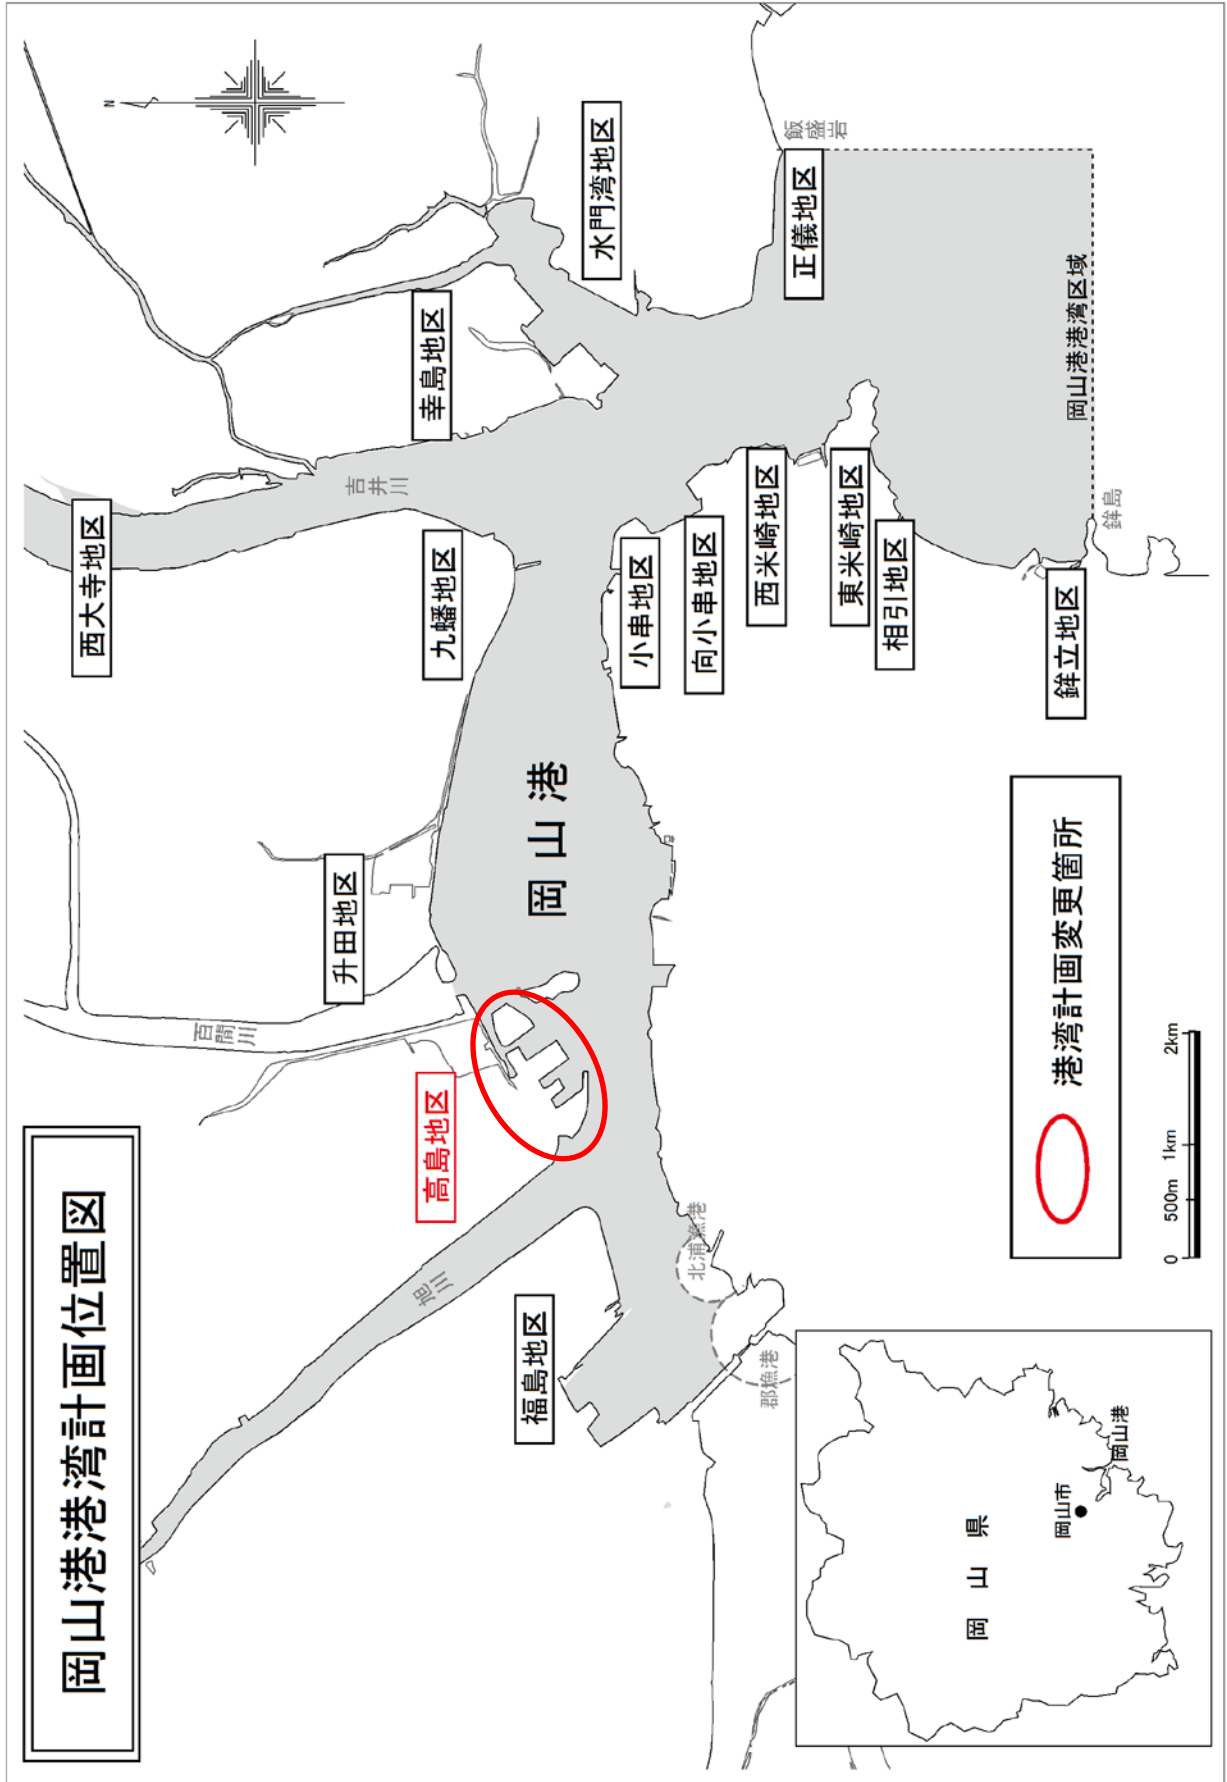 岡山港港湾計画位置図
N
西大寺地区
吉井川
幸島地区
水門湾地区
正儀地区
飯盛岩
岡山港港湾区域
九蟠地区
小串地区
向小串地区
西米崎地区
東米崎地区
相引地区
鉾島
鉾立地区
升田地区
百間川
岡山港
高島地区
旭川
福島地区
北浦漁港
郡漁港
港湾計画変更箇所
0 500m 1km 2km
岡山県
岡山市
岡山港